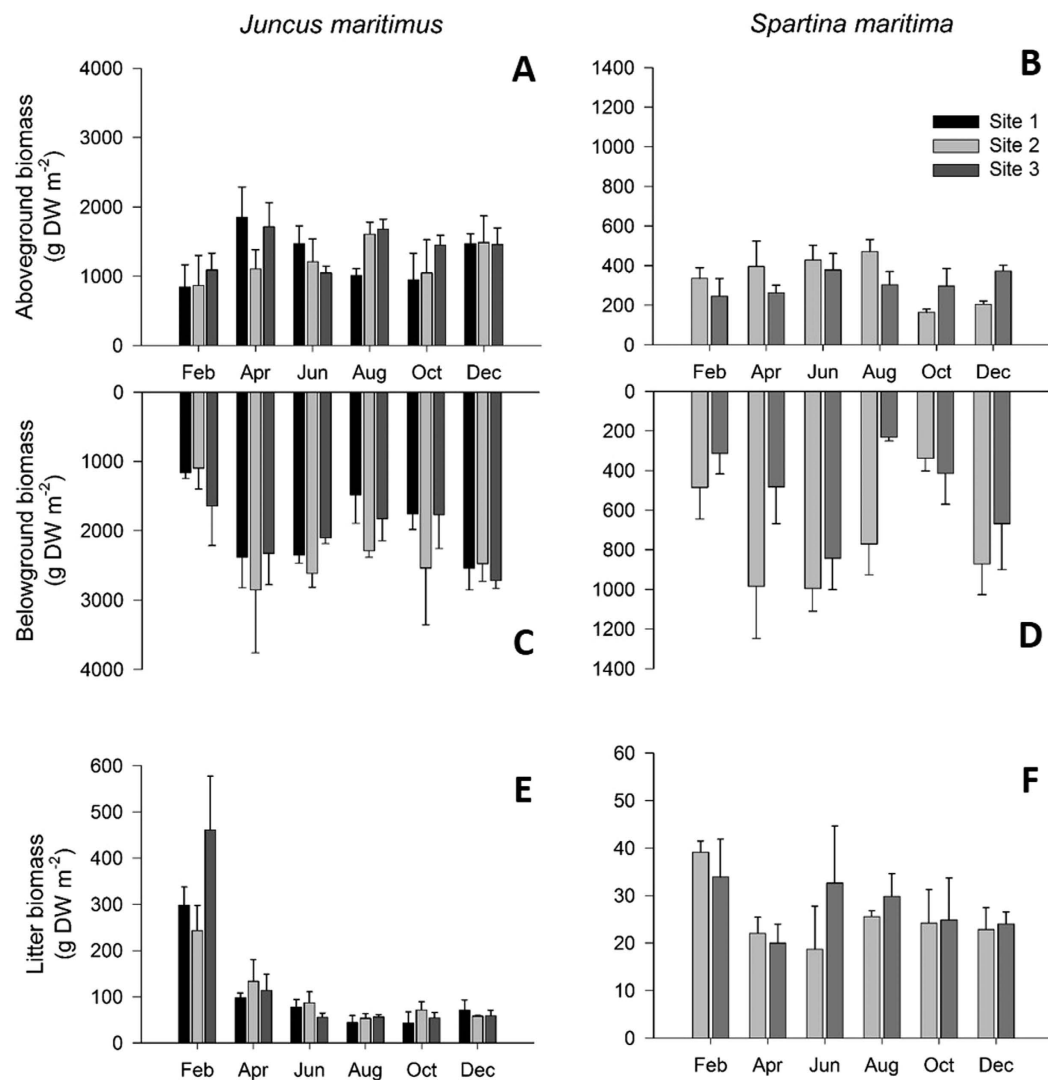 Juncus maritimus
Spartina maritima
A
Aboveground biomass
(g DW m-2)
4000
3000
2000
1000
0
Feb Apr Jun Aug Oct Dec
B
1400
1200
1000
800
600
400
200
0
Site 1
Site 2
Site 3
Feb Apr Jun Aug Oct Dec
Belowground biomass
(g DW m-2)
0
1000
2000
3000
4000
C
0
200
400
600
800
1000
1200
1400
D
Litter biomass
(g DW m-2)
600
500
400
300
200
100
0
E
Feb Apr Jun Aug Oct Dec
60
50
40
30
20
10
0
F
Feb Apr Jun Aug Oct Dec